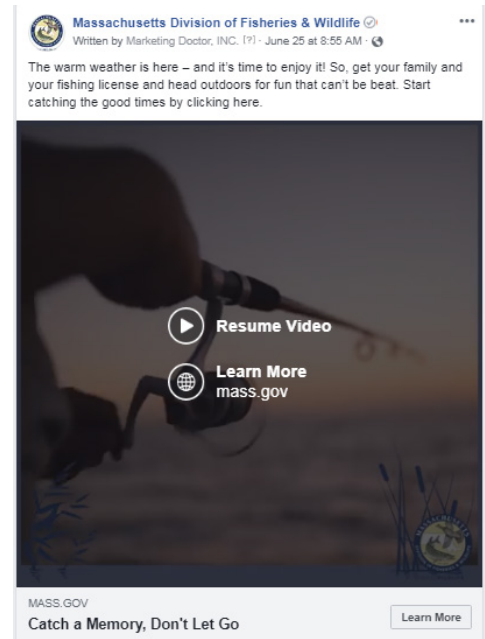 Massachusetts Division of Fisheries & Wildlife
Written by Marketing Doctor, INC. [?] · June 25 at 8:55 AM ·
The warm weather is here – and it's time to enjoy it! So, get your family and
your fishing license and head outdoors for fun that can't be beat. Start
catching the good times by clicking here.
Resume Video
Learn More
mass.gov
MASSACHUSETTS
MASS.GOV
Catch a Memory, Don't Let Go
Learn More